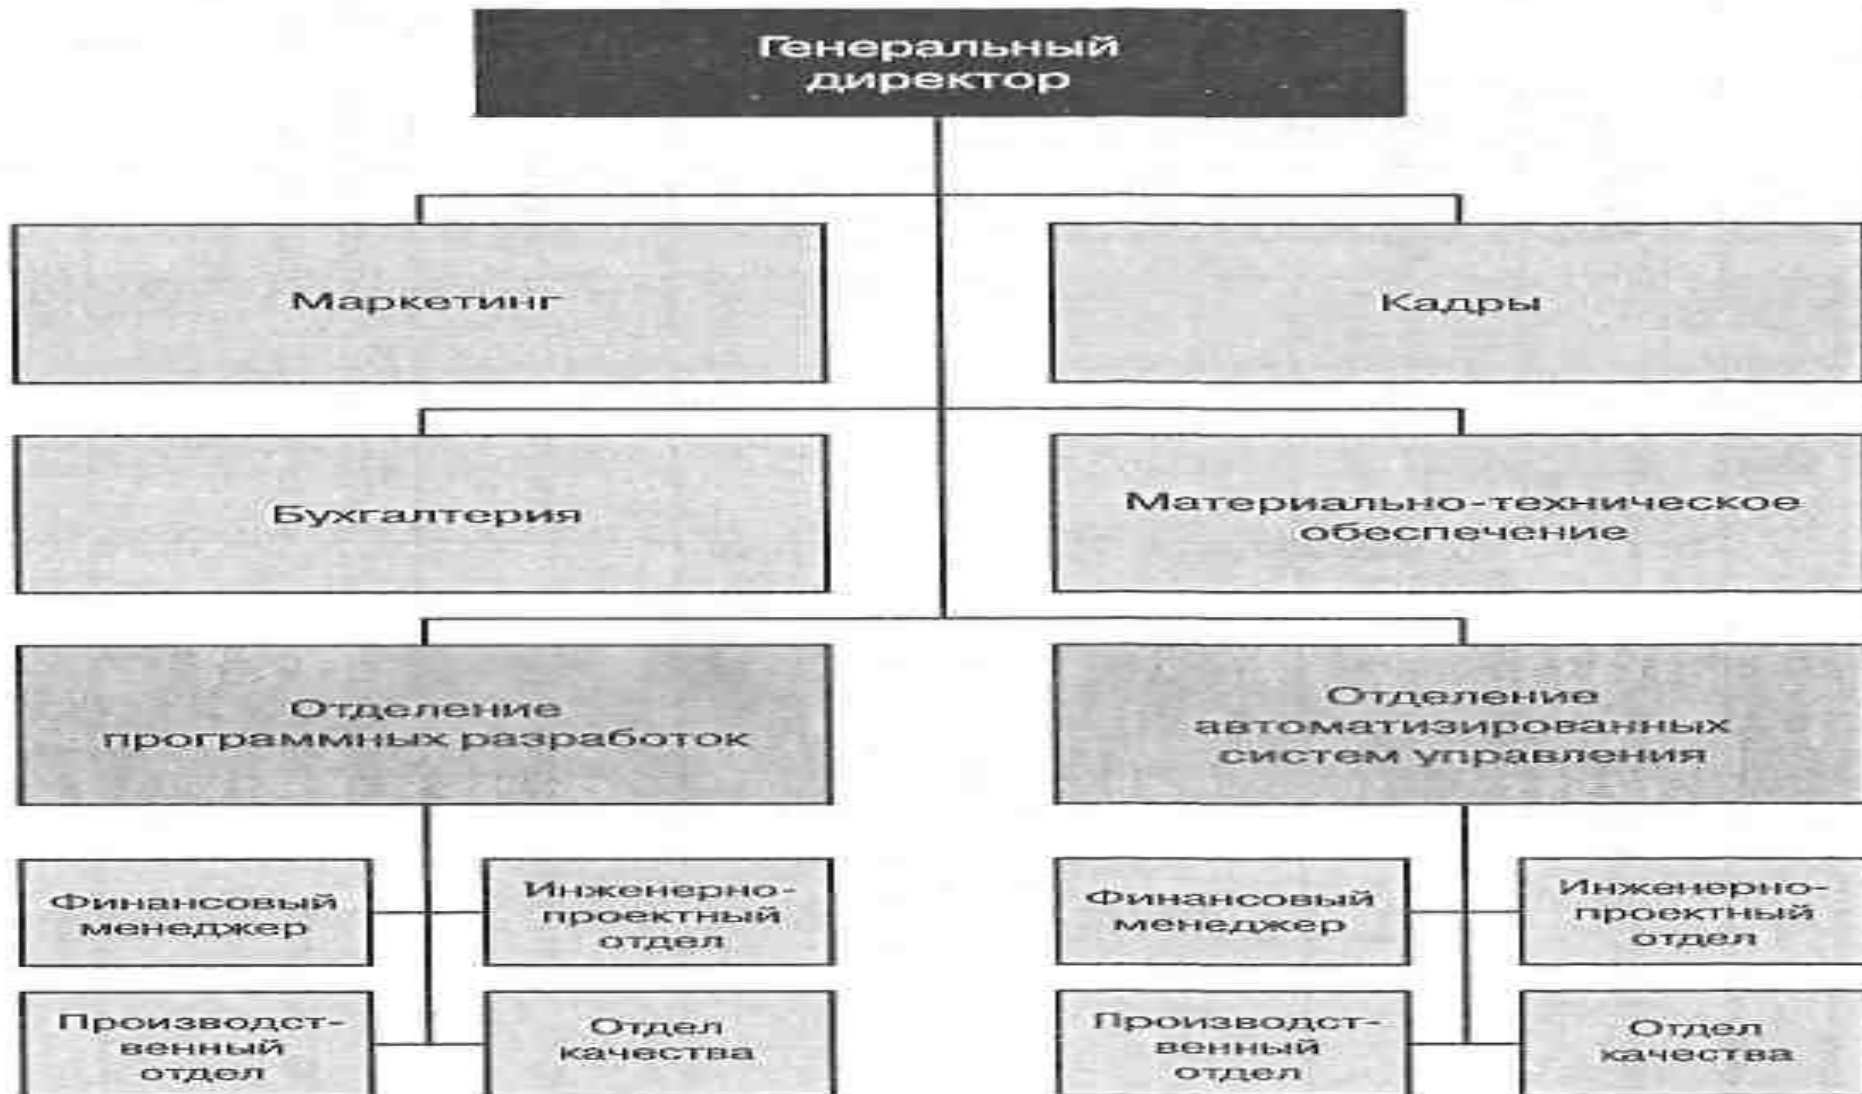 Генеральный
директор
Маркетинг
Кадры
Бухгалтерия
Материально-техническое
обеспечение
Отделение
программных разработок
Отделение
автоматизированных
систем управления
Финансовый
менеджер
Инженерно-
проектный
отдел
Финансовый
менеджер
Инженерно-
проектный
отдел
Производст-
венный
отдел
Отдел
качества
Производст-
венный
отдел
Отдел
качества